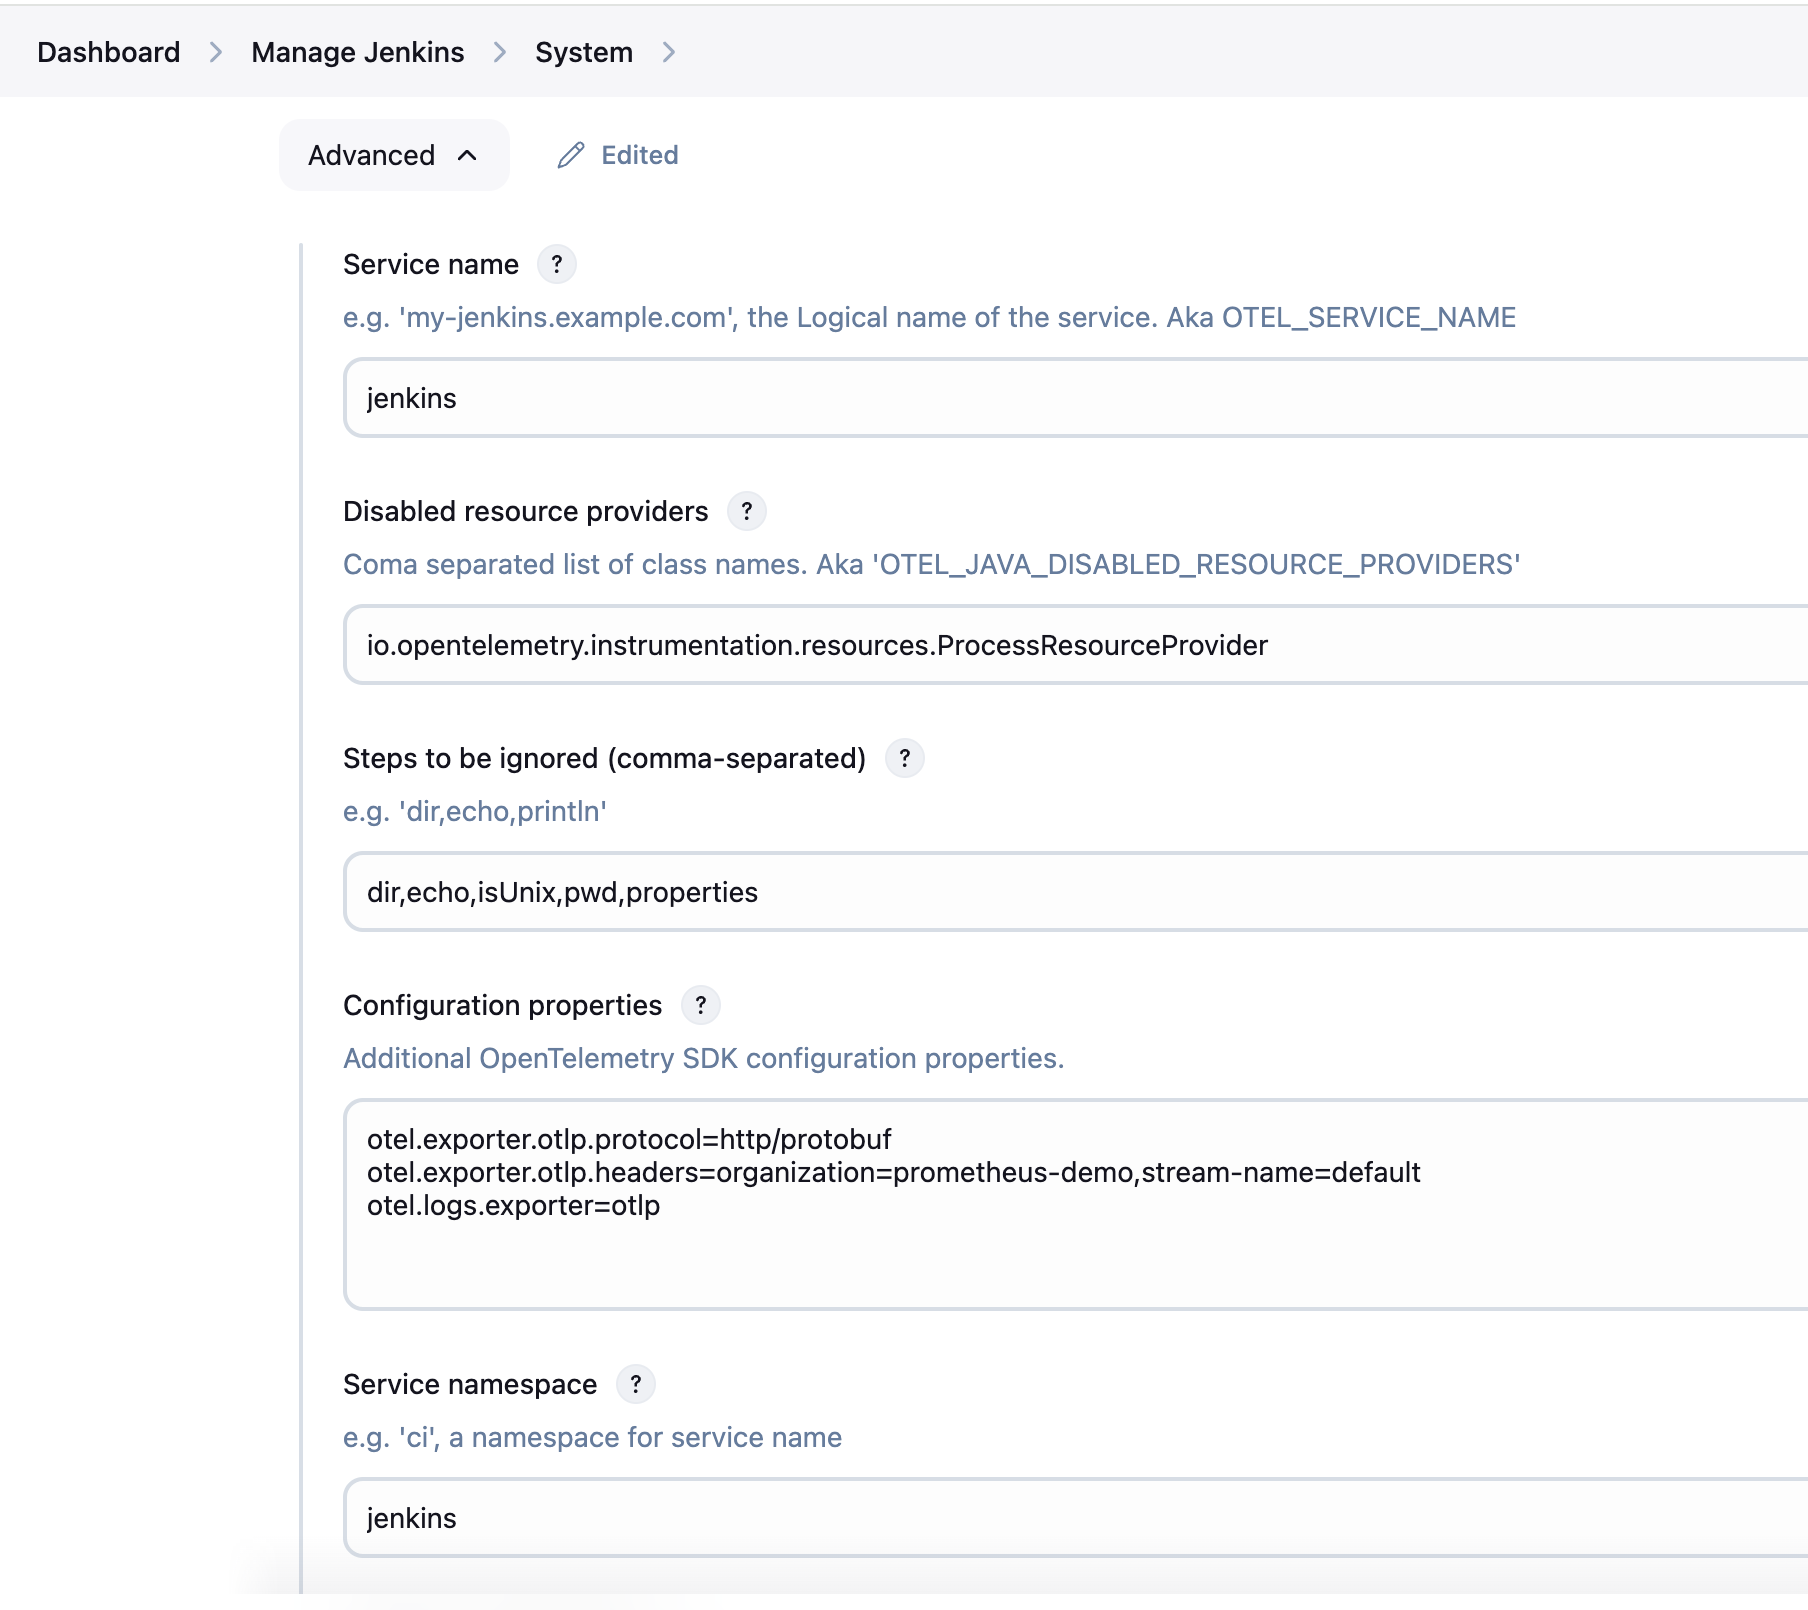 Dashboard > Manage Jenkins > System >
Advanced
Edited
Service name ?
e.g. 'my-jenkins.example.com', the Logical name of the service. Aka OTEL_SERVICE_NAME
jenkins
Disabled resource providers ?
Coma separated list of class names. Aka 'OTEL_JAVA_DISABLED_RESOURCE_PROVIDERS'
io.opentelemetry.instrumentation.resources.ProcessResourceProvider
Steps to be ignored (comma-separated) ?
e.g. 'dir,echo,println'
dir,echo,isUnix,pwd,properties
Configuration properties ?
Additional OpenTelemetry SDK configuration properties.
otel.exporter.otlp.protocol=http/protobuf
otel.exporter.otlp.headers=organization=prometheus-demo,stream-name=default
otel.logs.exporter=otlp
Service namespace ?
e.g. 'ci', a namespace for service name
jenkins